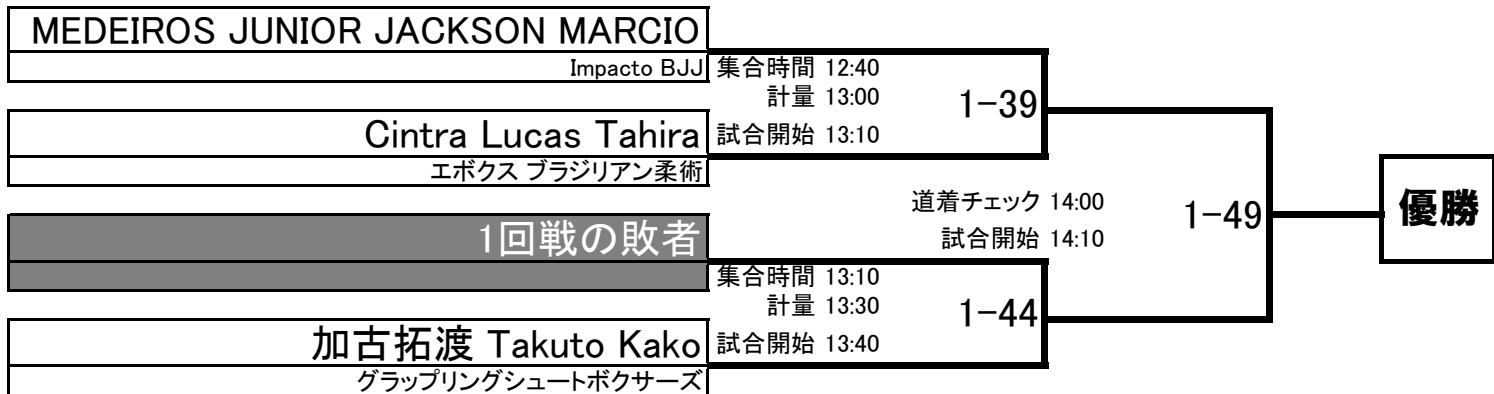 MEDEIROS JUNIOR JACKSON MARCIO
Impacto BJJ
集合時間 12:40
計量 13:00
1-39
Cintra Lucas Tahira
試合開始 13:10
エボクス ブラジリアン柔術
道着チェック 14:00
1-49
優勝
1回戦の敗者
試合開始 14:10
集合時間 13:10
計量 13:30
1-44
加古拓渡 Takuto Kako
試合開始 13:40
グラップリングシュートボクサーズ